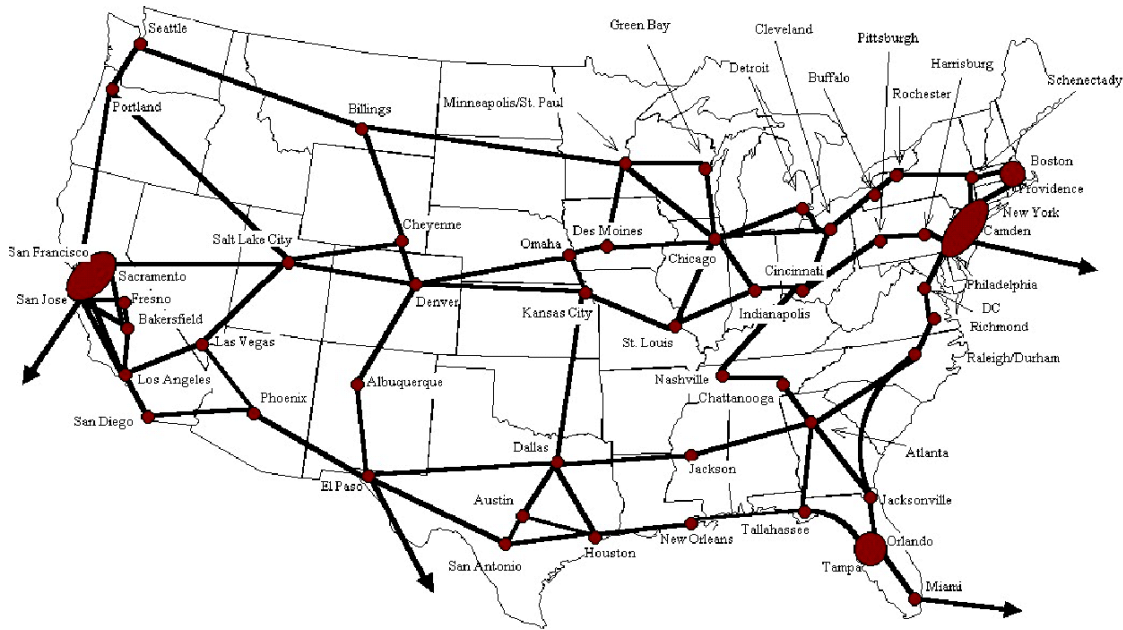 Seattle
Green Bay
Cleveland
Pittsburgh
Detroit
Buffalo
Harrisburg
Schenectady
Rochester
Portland
Billings
Minneapolis/St. Paul
Boston
Providence
New York
Camden
San Francisco
Salt Lake City
Cheyenne
Omaha
Des Moines
Chicago
Cincinnati
Sacramento
San Jose
Fresno
Denver
Kansas City
Indianapolis
Philadelphia
DC
Richmond
Bakersfield
Las Vegas
St. Louis
Raleigh/Durham
Los Angeles
Albuquerque
Nashville
Chattanooga
San Diego
Phoenix
Dallas
Jackson
Atlanta
El Paso
Austin
Jacksonville
San Antonio
Houston
New Orleans
Tallahassee
Orlando
Tampa
Miami